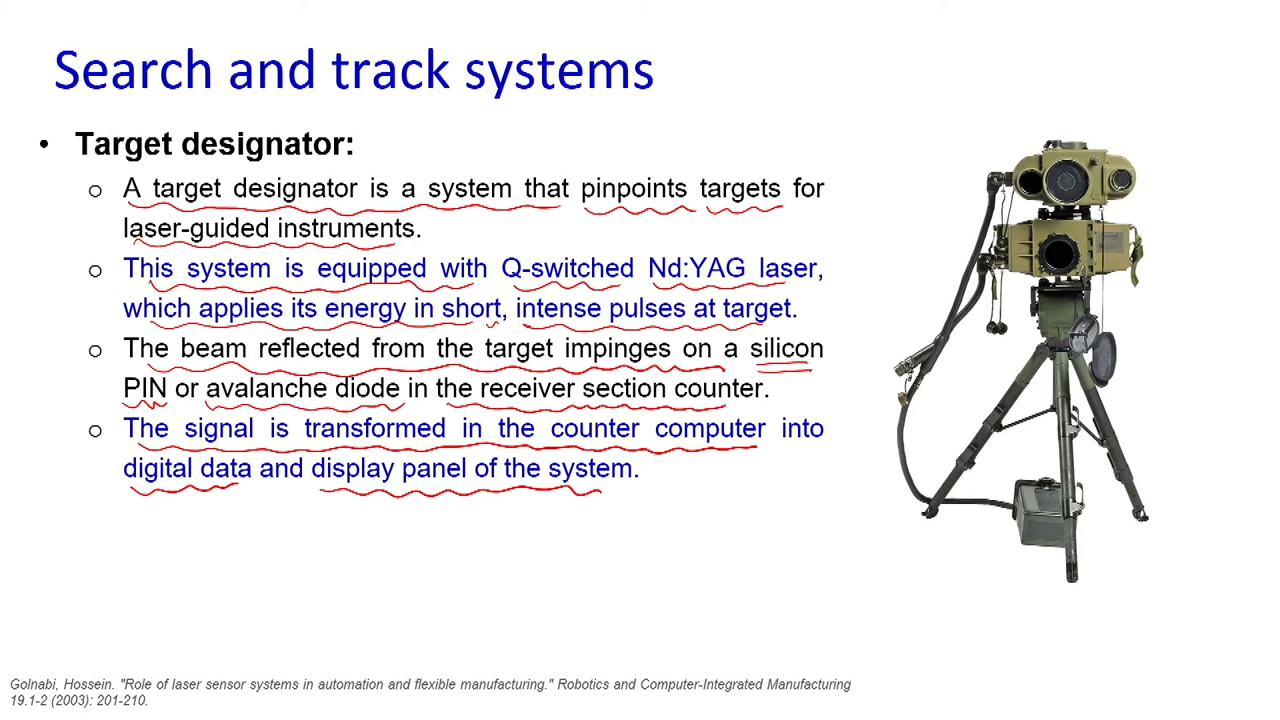 Search and track systems
• Target designator:
o A target designator is a system that pinpoints targets for
laser-guided instruments.
o This system is equipped with Q-switched Nd:YAG laser,
which applies its energy in short, intense pulses at target.
o The beam reflected from the target impinges on a silicon
PIN or avalanche diode in the receiver section counter.
o The signal is transformed in the counter computer into
digital data and display panel of the system.
Golnabi, Hossein. "Role of laser sensor systems in automation and flexible manufacturing." Robotics and Computer-Integrated Manufacturing
19.1-2 (2003): 201-210.